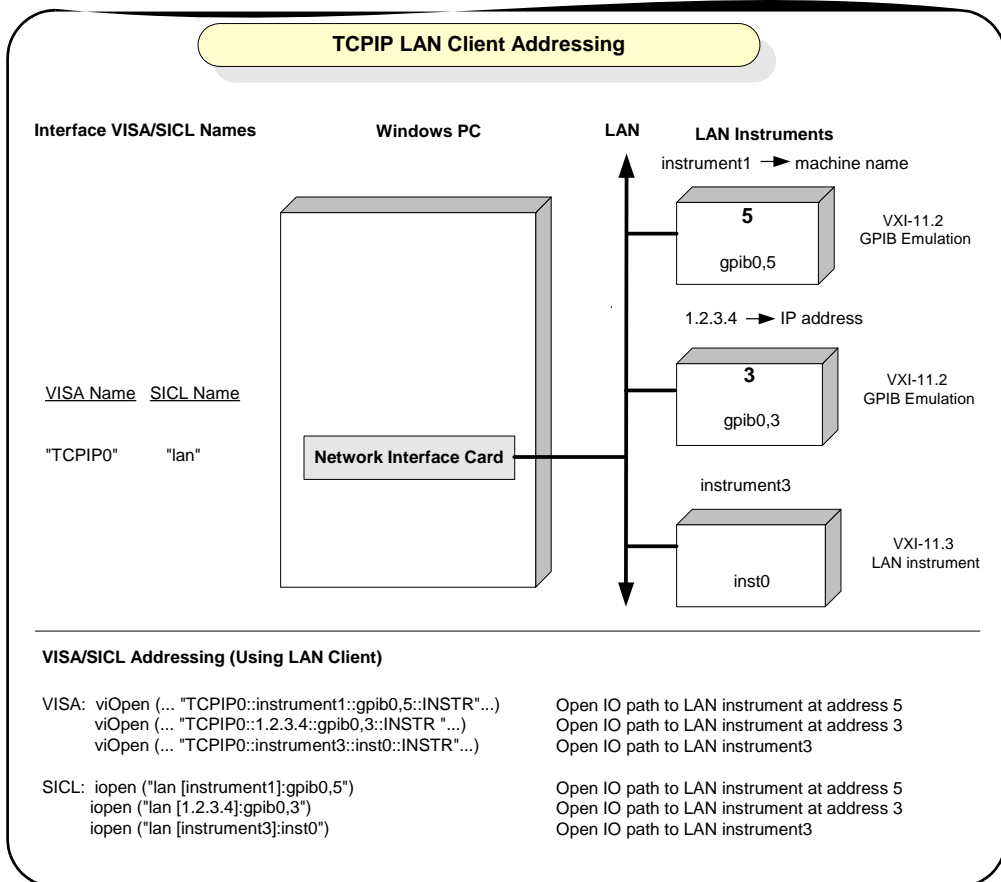 TCPIP LAN Client Addressing
Interface VISA/SICL Names
Windows PC
LAN
LAN Instruments
instrument1 machine name
5
gpib0,5
VXI-11.2
GPIB Emulation
1.2.3.4 IP address
3
gpib0,3
VXI-11.2
GPIB Emulation
VISA Name SICL Name
"TCPIP0" "lan"
Network Interface Card
instrument3
inst0
VXI-11.3
LAN instrument
VISA/SICL Addressing (Using LAN Client)
VISA: viOpen (... "TCPIP0::instrument1::gpib0,5::INSTR"...) Open IO path to LAN instrument at address 5
viOpen (... "TCPIP0::1.2.3.4::gpib0,3::INSTR "...) Open IO path to LAN instrument at address 3
viOpen (... "TCPIP0::instrument3::inst0::INSTR"...) Open IO path to LAN instrument3
SICL: iopen ("lan [instrument1]:gpib0,5") Open IO path to LAN instrument at address 5
iopen ("lan [1.2.3.4]:gpib0,3") Open IO path to LAN instrument at address 3
iopen ("lan [instrument3]:inst0") Open IO path to LAN instrument3